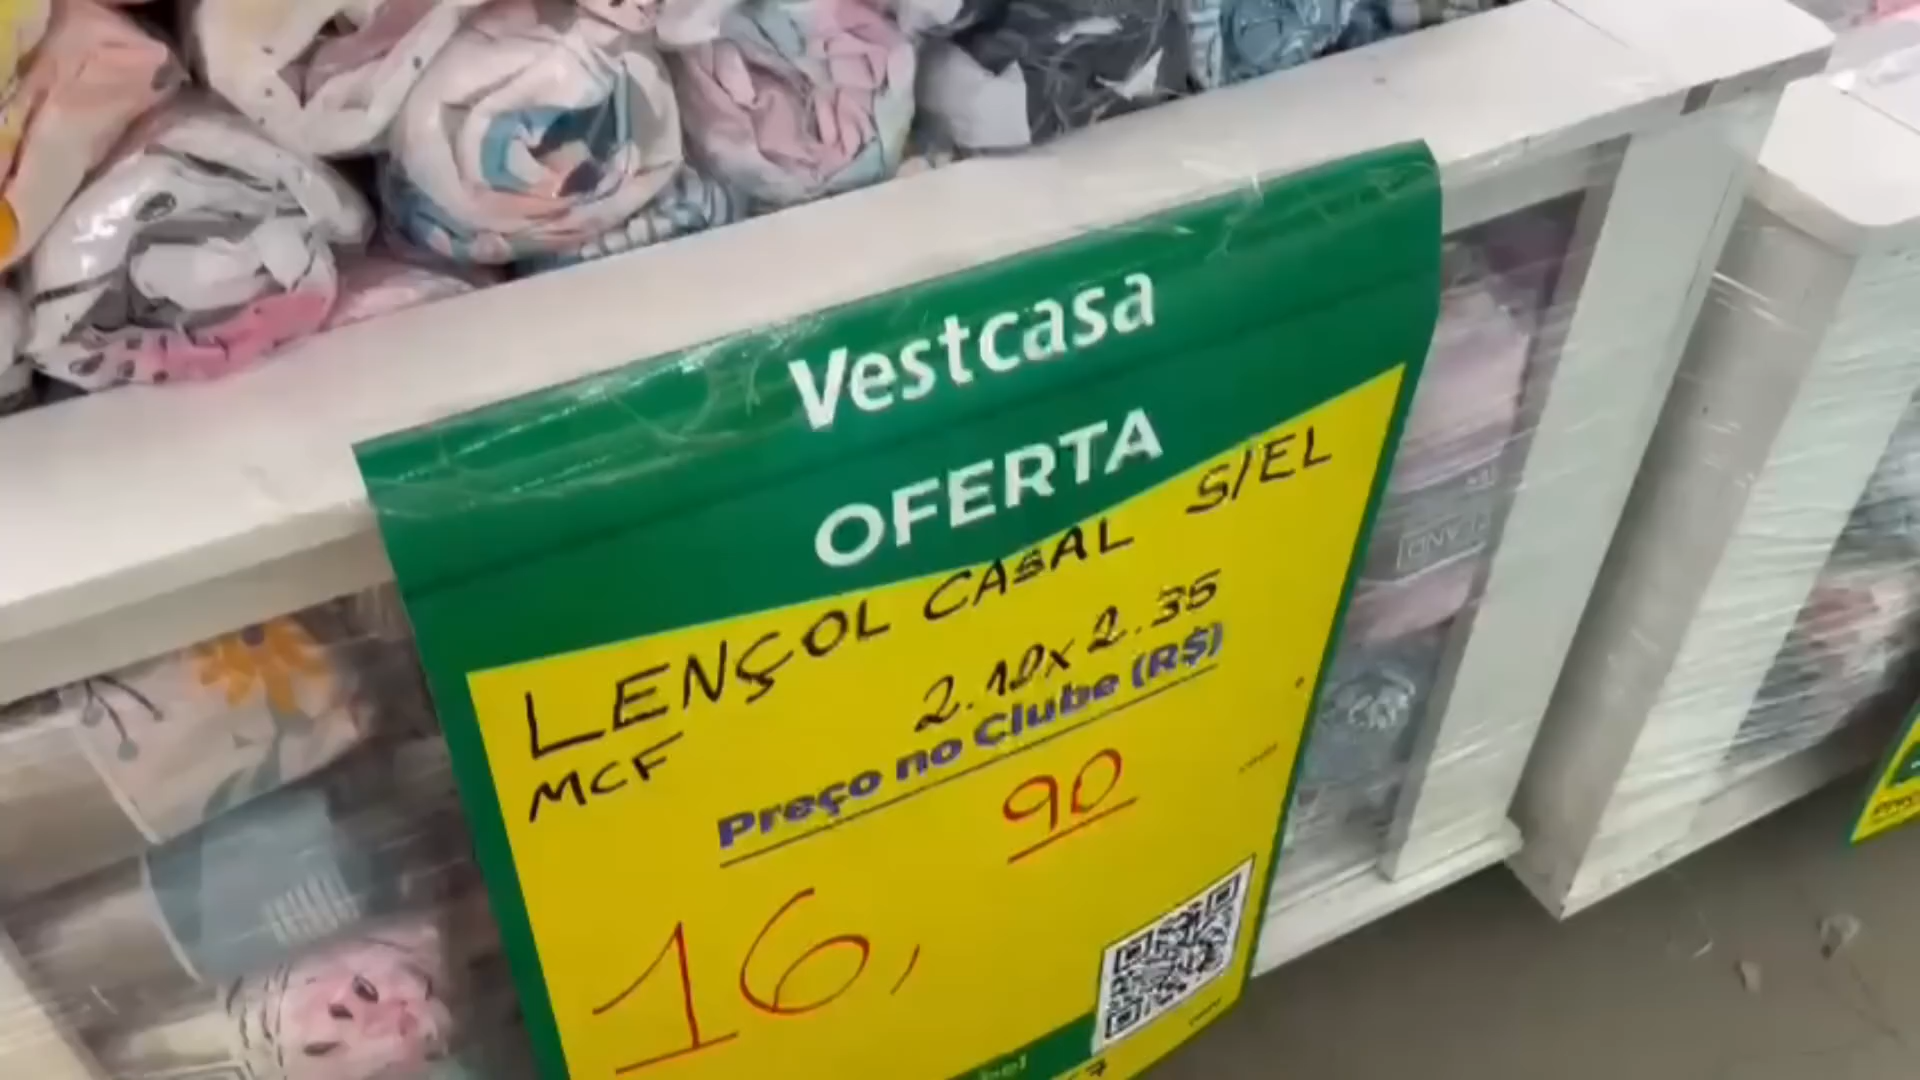 Vestcasa
OFERTA
LENÇOL CASAL S/EL
2.10x2.35
MCF
Preço no Clube (R$)
16,90